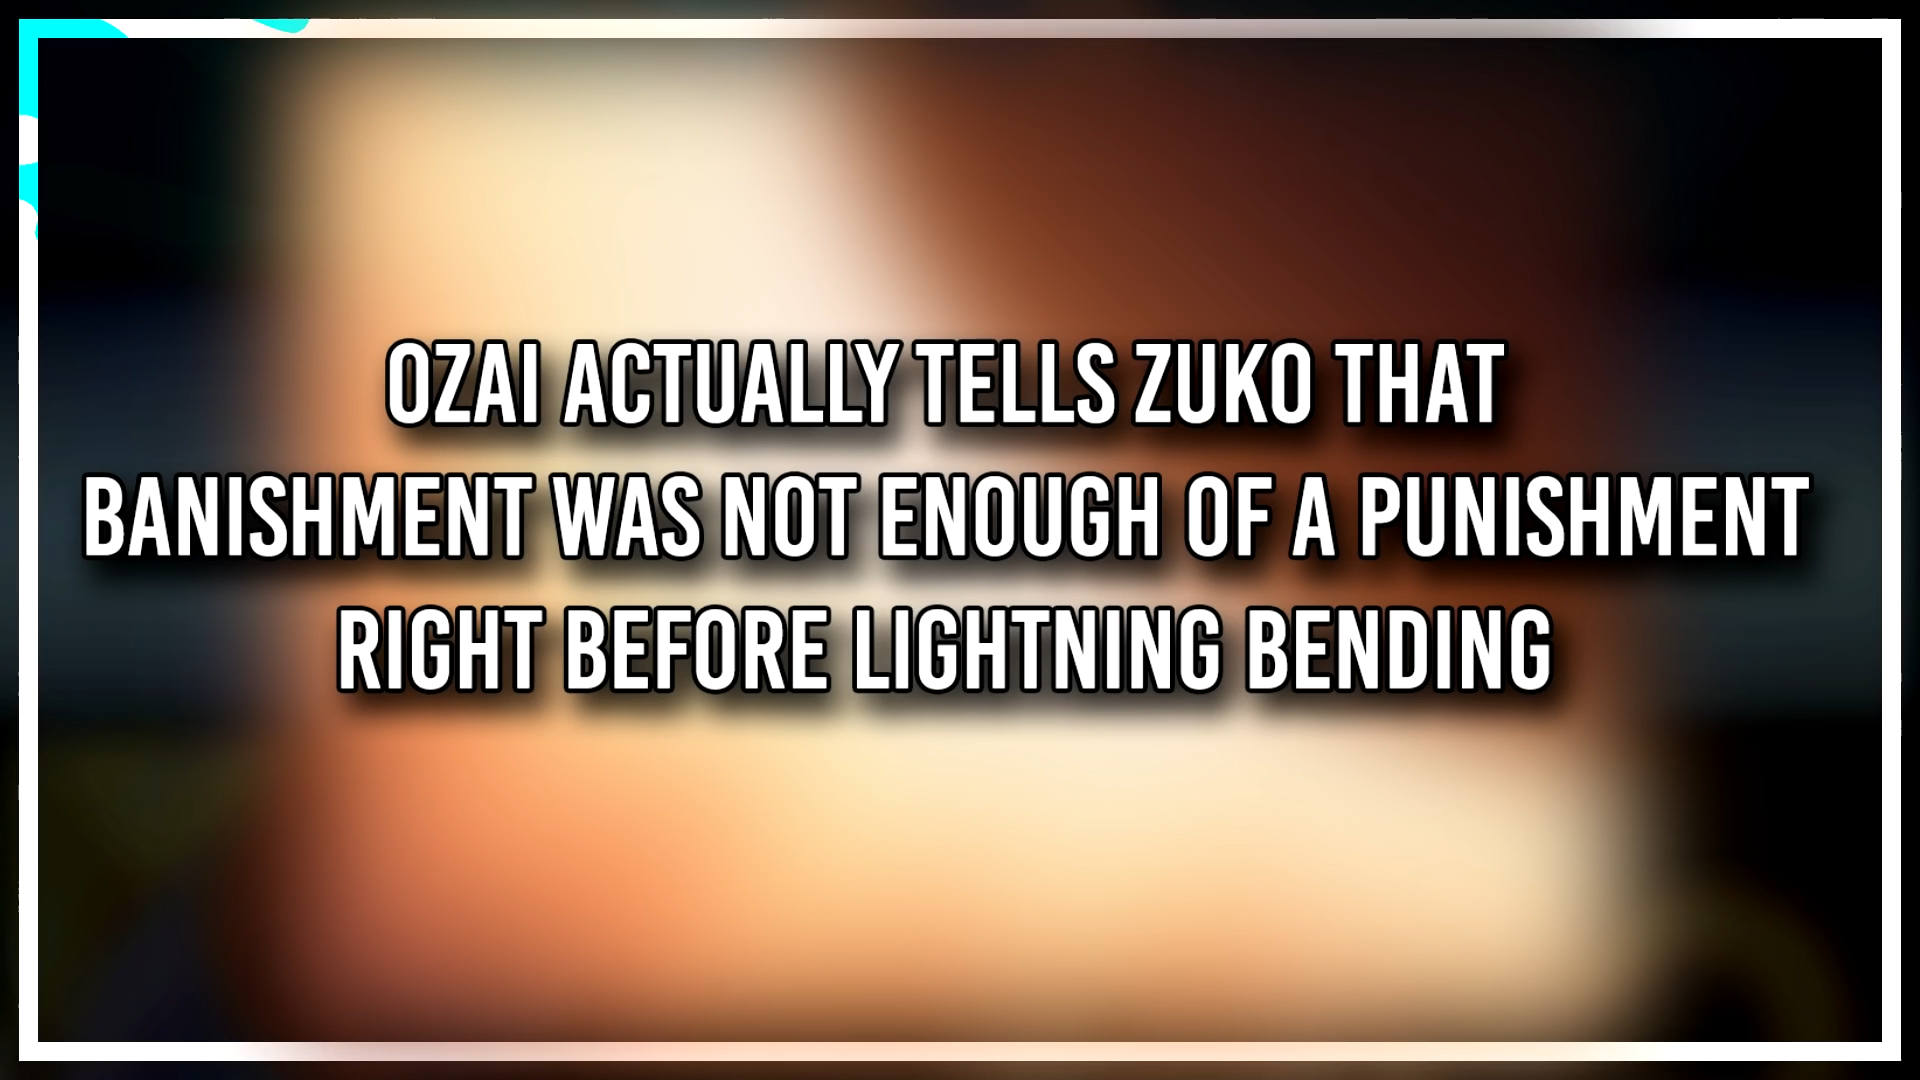 OZAI ACTUALLY TELLS ZUKO THAT
BANISHMENT WAS NOT ENOUGH OF A PUNISHMENT
RIGHT BEFORE LIGHTNING BENDING